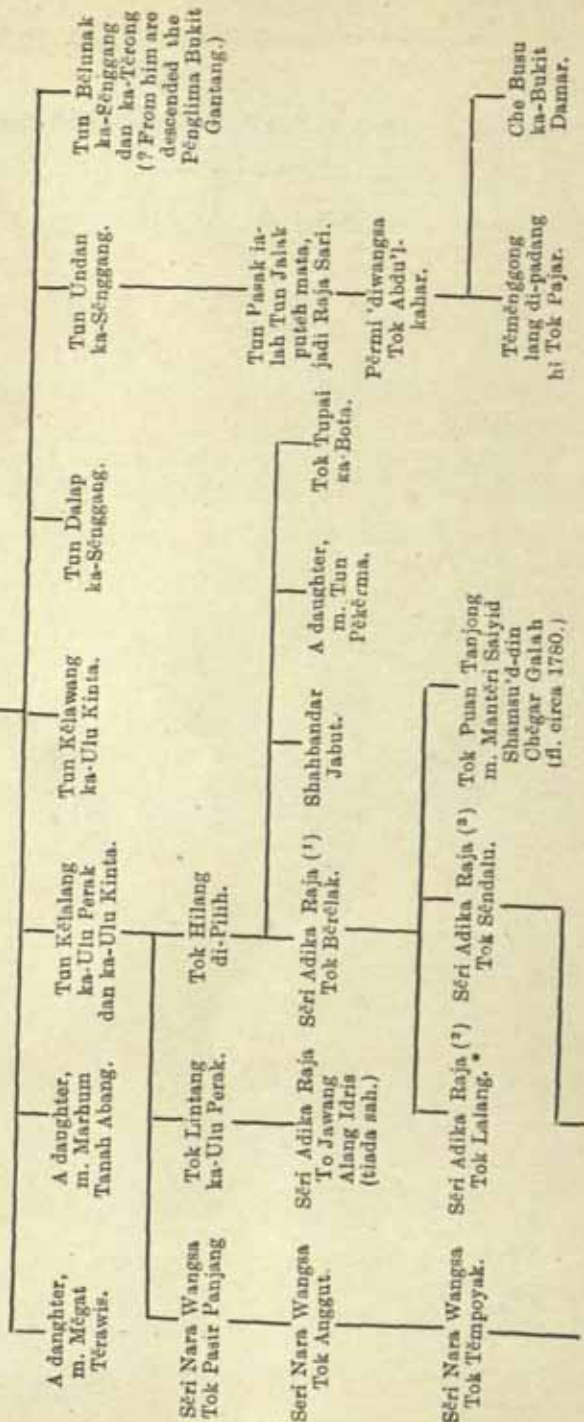 A danghter,
m. Mĕgat
Tĕrawis.
A daughter,
m. Marhum
Tanah Abang.
Tun Kĕlalang
ka-Ulu Perak
dan ka-Ulu Kinta.
Tun Kĕlawang
ka-Ulu Kinta.
Tun Dalap
ka-Sĕnggang.
Tun Undan
ka-Sĕnggang.
Tun Bĕlunak
ka-Sĕnggang
dan ka-Tĕrong
(? From him are
descended the
Pĕnglima Bukit
Gantang.)
Sĕri Nara Wangsa
Tok Pasir Panjang
Tok Lintang
ka-Ulu Perak.
Tok Hilang
di-Pilih.
Tun Pasak ia-
lah Tun Jalak
putĕh mata,
jadi Raja Sari.
Seri Nara Wangsa
Tok Anggut.
Sĕri Adika Raja
To Jawang
Alang Idris
(tiada sah.)
Sĕri Adika Raja (¹)
Tok Bĕrĕlak.
Shahbandar
Jabut.
A daughter,
m. Tun
Pĕkĕrma.
Tok Tupai
ka-Bota.
Pĕrmi 'diwangsa
Tok Abdu'l-
kahar.
Sĕri Nara Wangsa
Tok Tĕmpoyak.
Sĕri Adika Raja (²)
Tok Lalang. *
Sĕri Adika Raja (³)
Tok Sĕndalu.
Tok Puan Tanjong
m. Mantĕri Saiyid
Shamsu'd-din
Chĕgar Galah
(fl. circa 1780.)
Tĕmĕnggong
lang di-padang
hi Tok Pajar.
Che Busu
ka-Bukit
Damar.